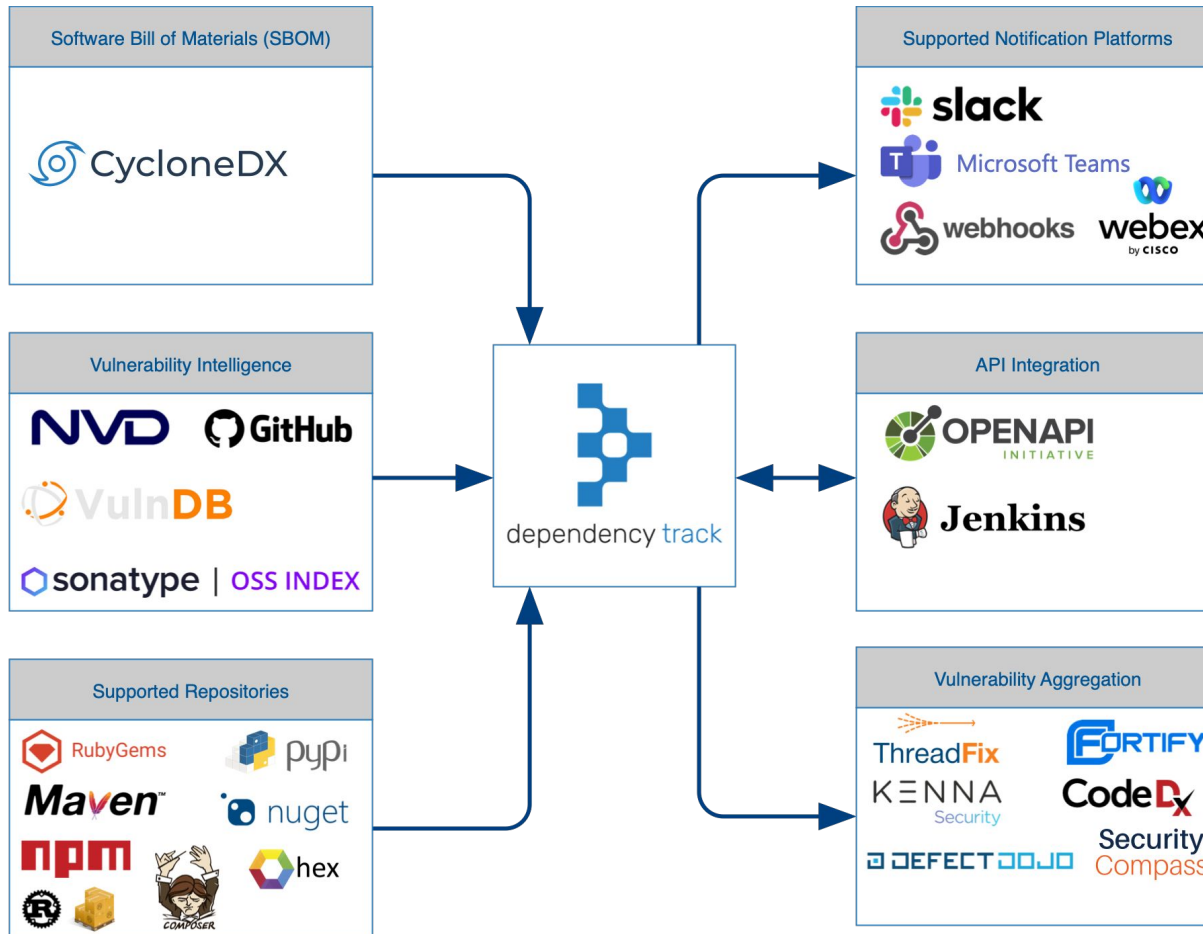 Software Bill of Materials (SBOM)
CycloneDX
Vulnerability Intelligence
NVD
GitHub
VulnDB
sonatype | OSS INDEX
Supported Repositories
RubyGems
pyPi
Maven™
nuget
npm
hex
R
COMPOSER
dependency track
Supported Notification Platforms
slack
T
Microsoft Teams
webhooks
webex
by CISCO
API Integration
OPENAPI
INITIATIVE
Jenkins
Vulnerability Aggregation
ThreadFix
FORTIFY
KENNA
Security
CodeDx
DEFECTDOJO
Security
Compass